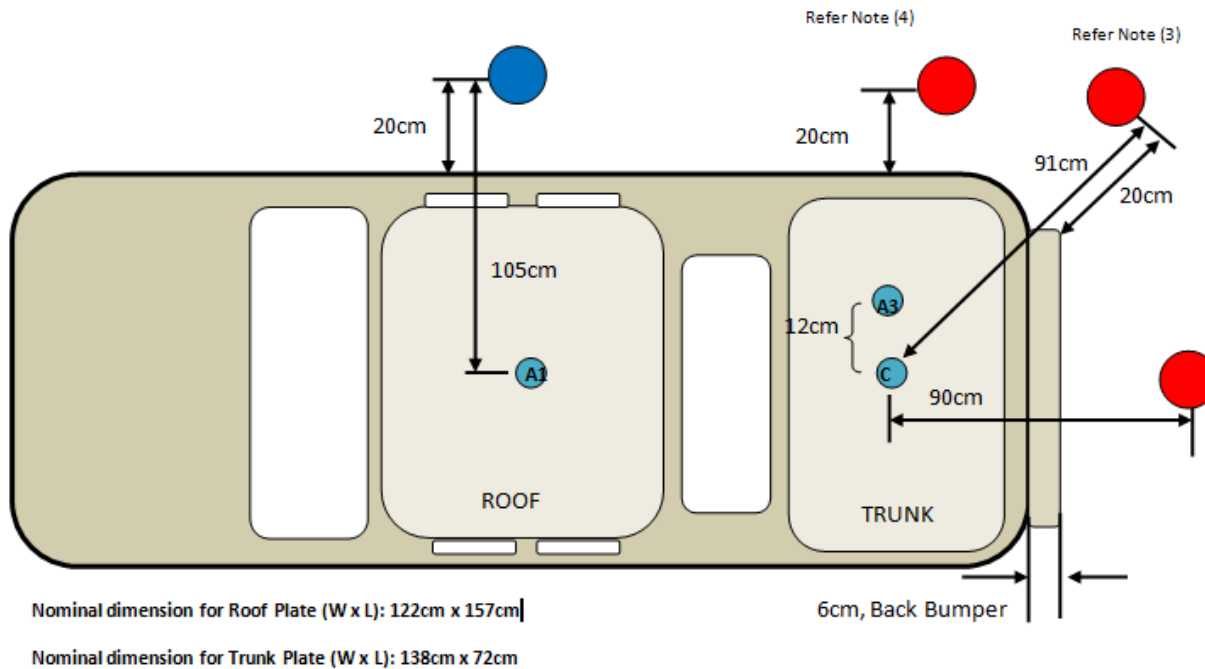 Refer Note (4)
Refer Note (3)
20cm
20cm
91cm
20cm
105cm
A3
12cm
A1
C
90cm
ROOF
TRUNK
6cm, Back Bumper
Nominal dimension for Roof Plate (W x L): 122cm x 157cm
Nominal dimension for Trunk Plate (W x L): 138cm x 72cm